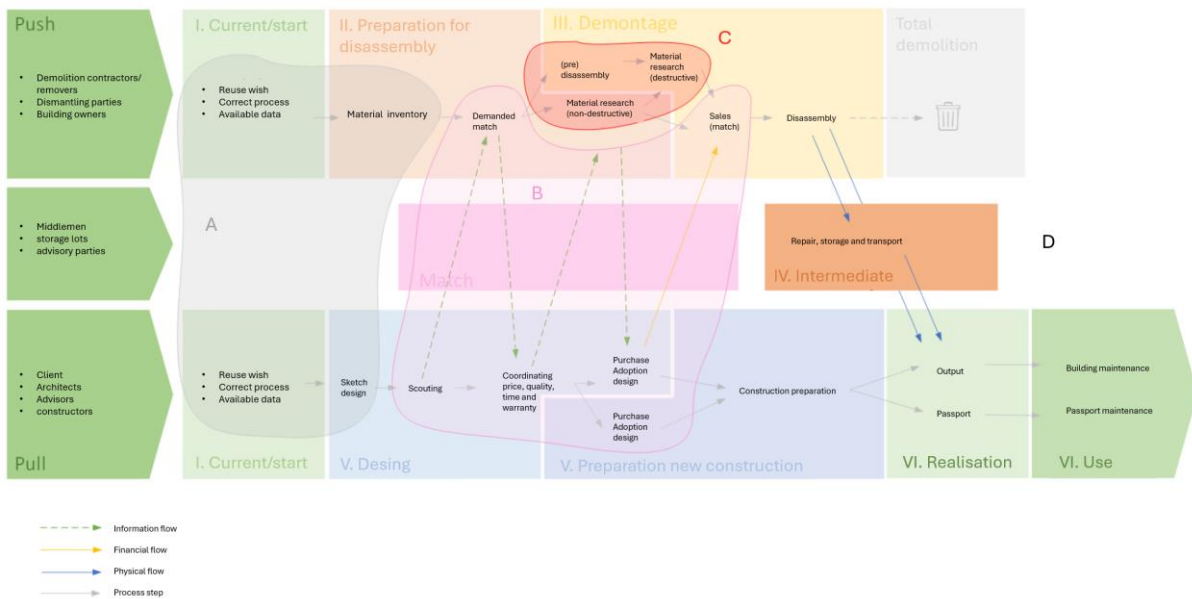 Push
• Demolition contractors/
removers
• Dismantling parties
• Building owners
I. Current/start
• Reuse wish
• Correct process
• Available data
II. Preparation for
disassembly
Material inventory
Demanded
match
III. Demontage
C
(pre)
disassembly
Material
research
(destructive)
Material research
(non-destructive)
Sales
(match)
Disassembly
Total
demolition
• Middlemen
• storage lots
• advisory parties
A
B
Match
Repair, storage and transport
IV. Intermediate
D
• Client
• Architects
• Advisors
• constructors
Pull
• Reuse wish
• Correct process
• Available data
I. Current/start
Sketch
design
Scouting
Coordinating
price, quality,
time and
warranty
V. Desing
Purchase
Adoption
design
Purchase
Adoption
design
Construction preparation
V. Preparation new construction
Output
Passport
VI. Realisation
Building maintenance
Passport maintenance
VI. Use
Information flow
Financial flow
Physical flow
Process step